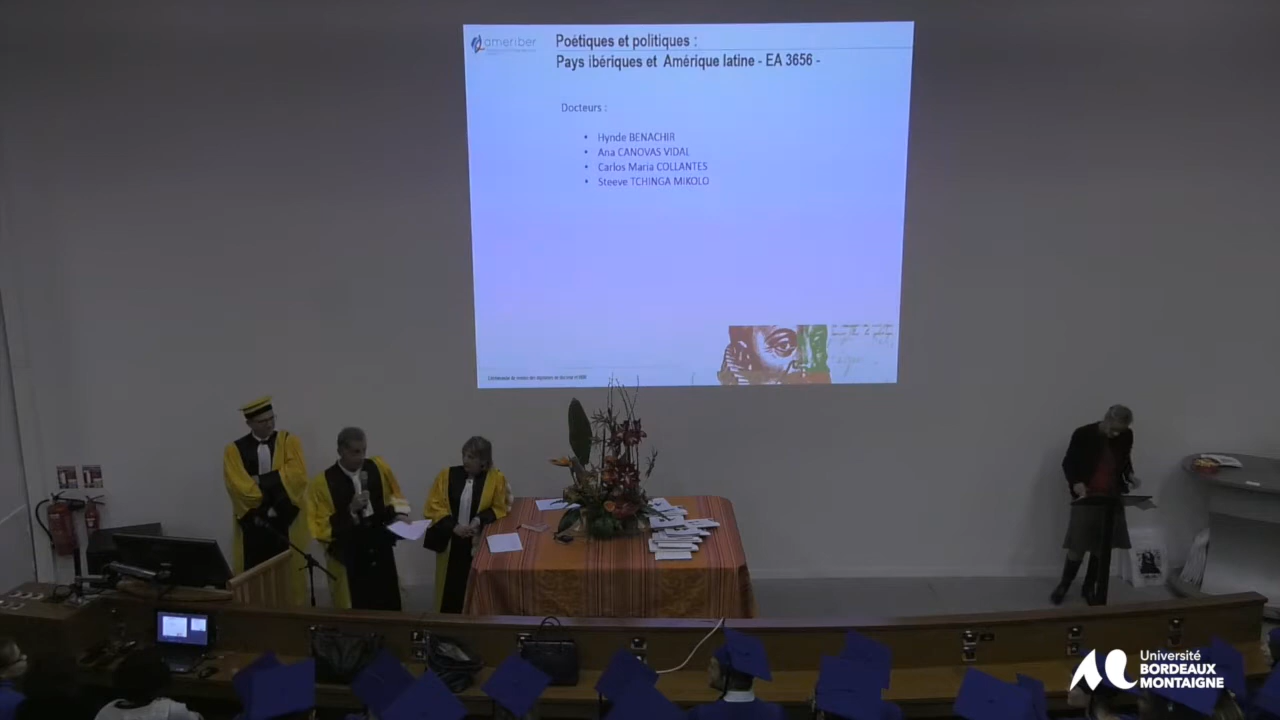 ameriber
Poétiques et politiques :
Pays ibériques et Amérique latine - EA 3656 -
Docteurs :
• Hynde BENACHIR
• Ana CANOVAS VIDAL
• Carlos Maria COLLANTES
• Steeve TCHINGA MIKOLO
Université
BORDEAUX
MONTAIGNE